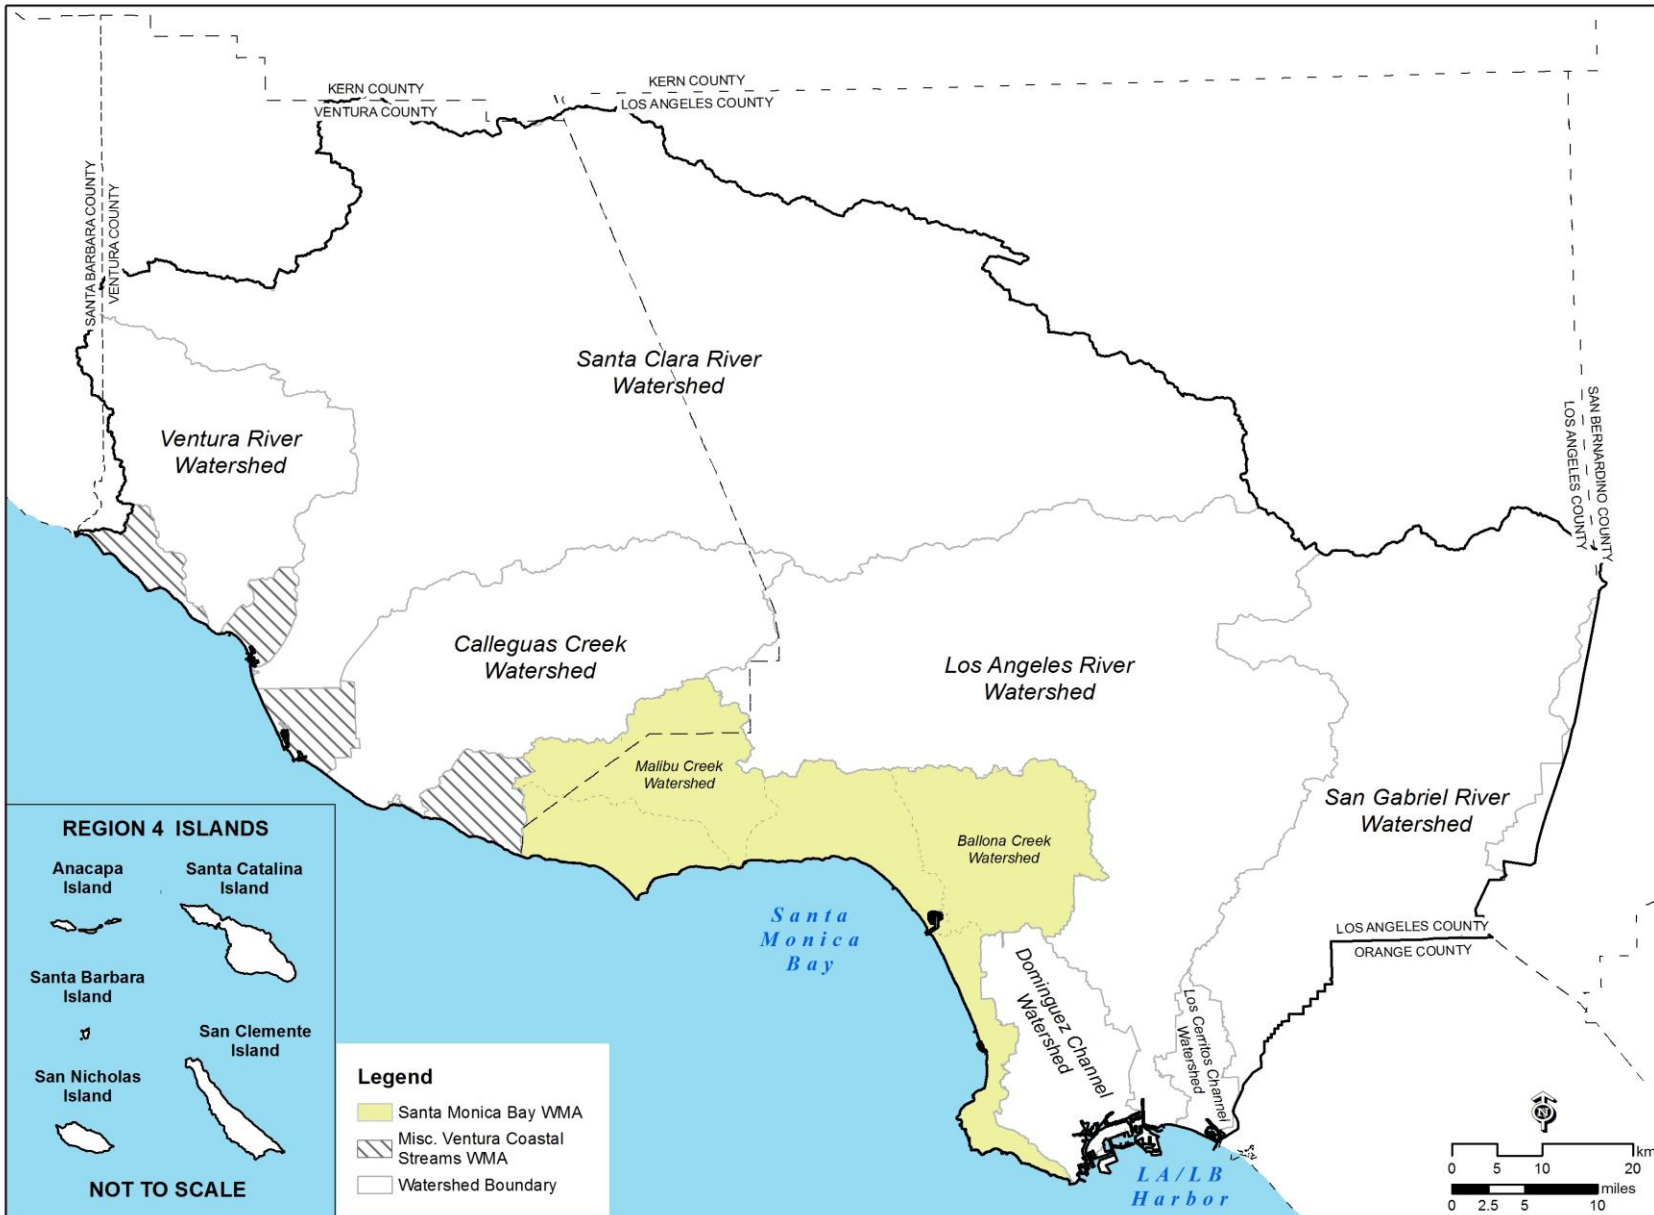 KERN COUNTY
VENTURA COUNTY
KERN COUNTY
LOS ANGELES COUNTY
SANTA BARBARA COUNTY
VENTURA COUNTY
Santa Clara River
Watershed
Ventura River
Watershed
SAN BERNARDINO COUNTY
LOS ANGELES COUNTY
Calleguas Creek
Watershed
Los Angeles River
Watershed
Malibu Creek
Watershed
San Gabriel River
Watershed
Ballona Creek
Watershed
Santa
Monica
Bay
LOS ANGELES COUNTY
ORANGE COUNTY
Dominguez Channel
Watershed
Los Cerritos Channel
Watershed
LA/LB
Harbor
REGION 4 ISLANDS
Anacapa
Island
Santa Catalina
Island
Santa Barbara
Island
San Clemente
Island
San Nicholas
Island
NOT TO SCALE
Legend
Santa Monica Bay WMA
Misc. Ventura Coastal
Streams WMA
Watershed Boundary
N
km
0 5 10 20
miles
0 2.5 5 10